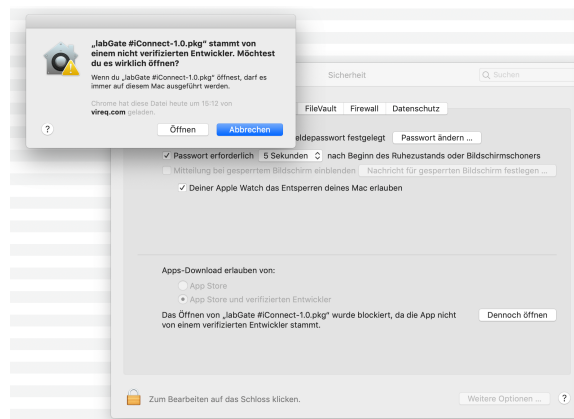 „labGate #iConnect-1.0.pkg“ stammt von
einem nicht verifizierten Entwickler. Möchtest
du es wirklich öffnen?
Wenn du „labGate #iConnect-1.0.pkg“ öffnest, darf es
immer auf diesem Mac ausgeführt werden.
Chrome hat diese Datei heute um 16:12 von
vireq.com geladen.
?
Öffnen
Abbrechen
Sicherheit
Suchen
FileVault Firewall Datenschutz
eldepasswort festgelegt Passwort ändern ...
Passwort erforderlich 5 Sekunden nach Beginn des Ruhezustands oder Bildschirmschoners
Mitteilung bei gesperrtem Bildschirm einblenden Nachricht für gesperrten Bildschirm festlegen ...
Deiner Apple Watch das Entsperren deines Mac erlauben
Apps-Download erlauben von:
App Store
App Store und verifizierten Entwickler
Das Öffnen von „labGate #iConnect-1.0.pkg“ wurde blockiert, da die App nicht
von einem verifizierten Entwickler stammt.
Dennoch öffnen
Zum Bearbeiten auf das Schloss klicken.
Weitere Optionen ...
?